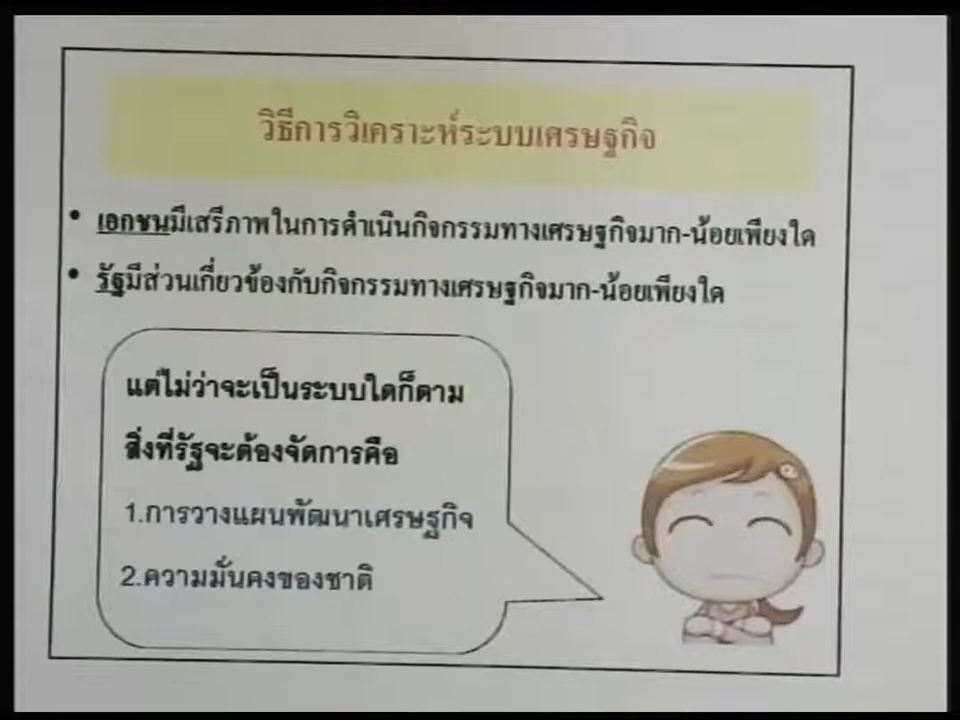 วิธีการวิเคราะห์ระบบเศรษฐกิจ
• เอกชนมีเสรีภาพในการดำเนินกิจกรรมทางเศรษฐกิจมาก-น้อยเพียงใด
• รัฐมีส่วนเกี่ยวข้องกับกิจกรรมทางเศรษฐกิจมาก-น้อยเพียงใด
แต่ไม่ว่าจะเป็นระบบใดก็ตาม
สิ่งที่รัฐจะต้องจัดการคือ
1.การวางแผนพัฒนาเศรษฐกิจ
2.ความมั่นคงของชาติ